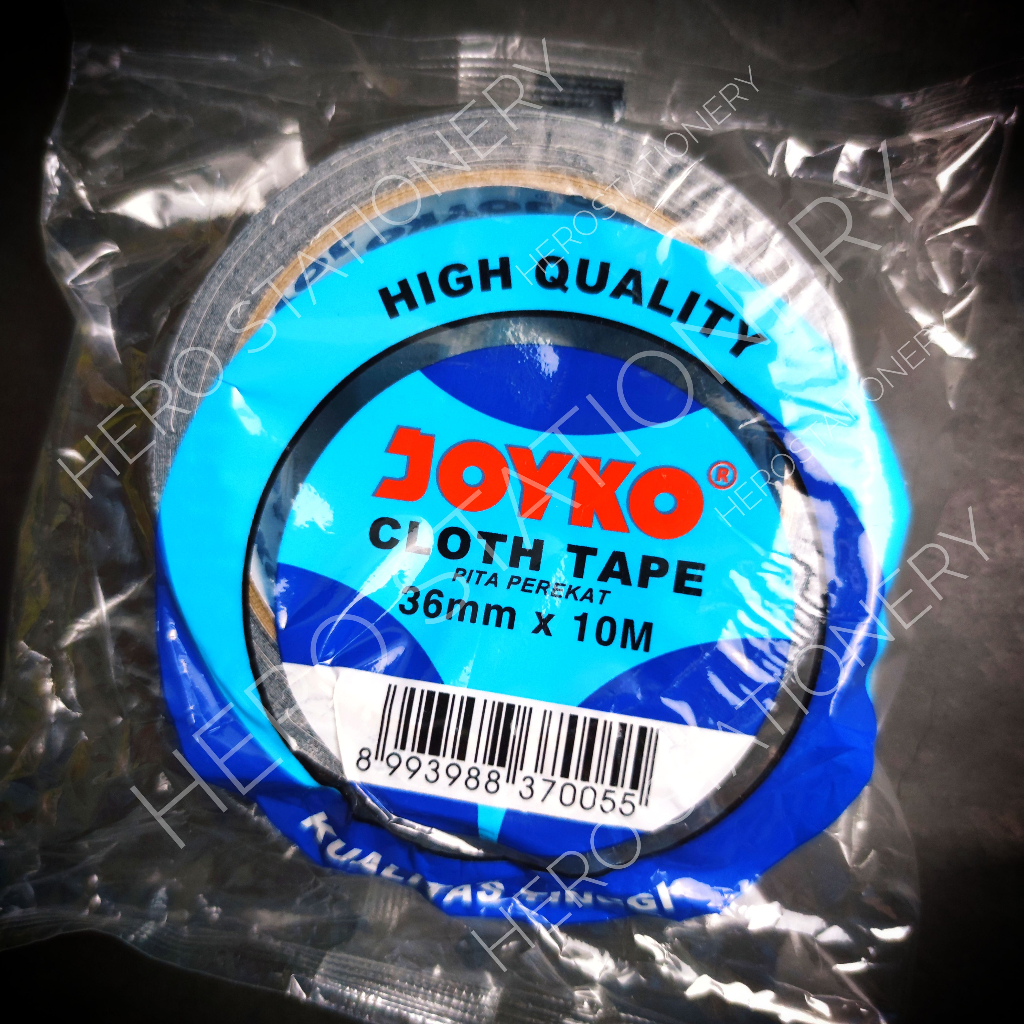 HIGH QUALITY
JOYKO®
CLOTH TAPE
PITA PEREKAT
36mm x 10M
8 993988 370055
KUALITAS TINGGI
HERO STATIONERY
HERO STATIONERY
HERO STATIONERY
HERO STATIONERY
HERO STATIONERY